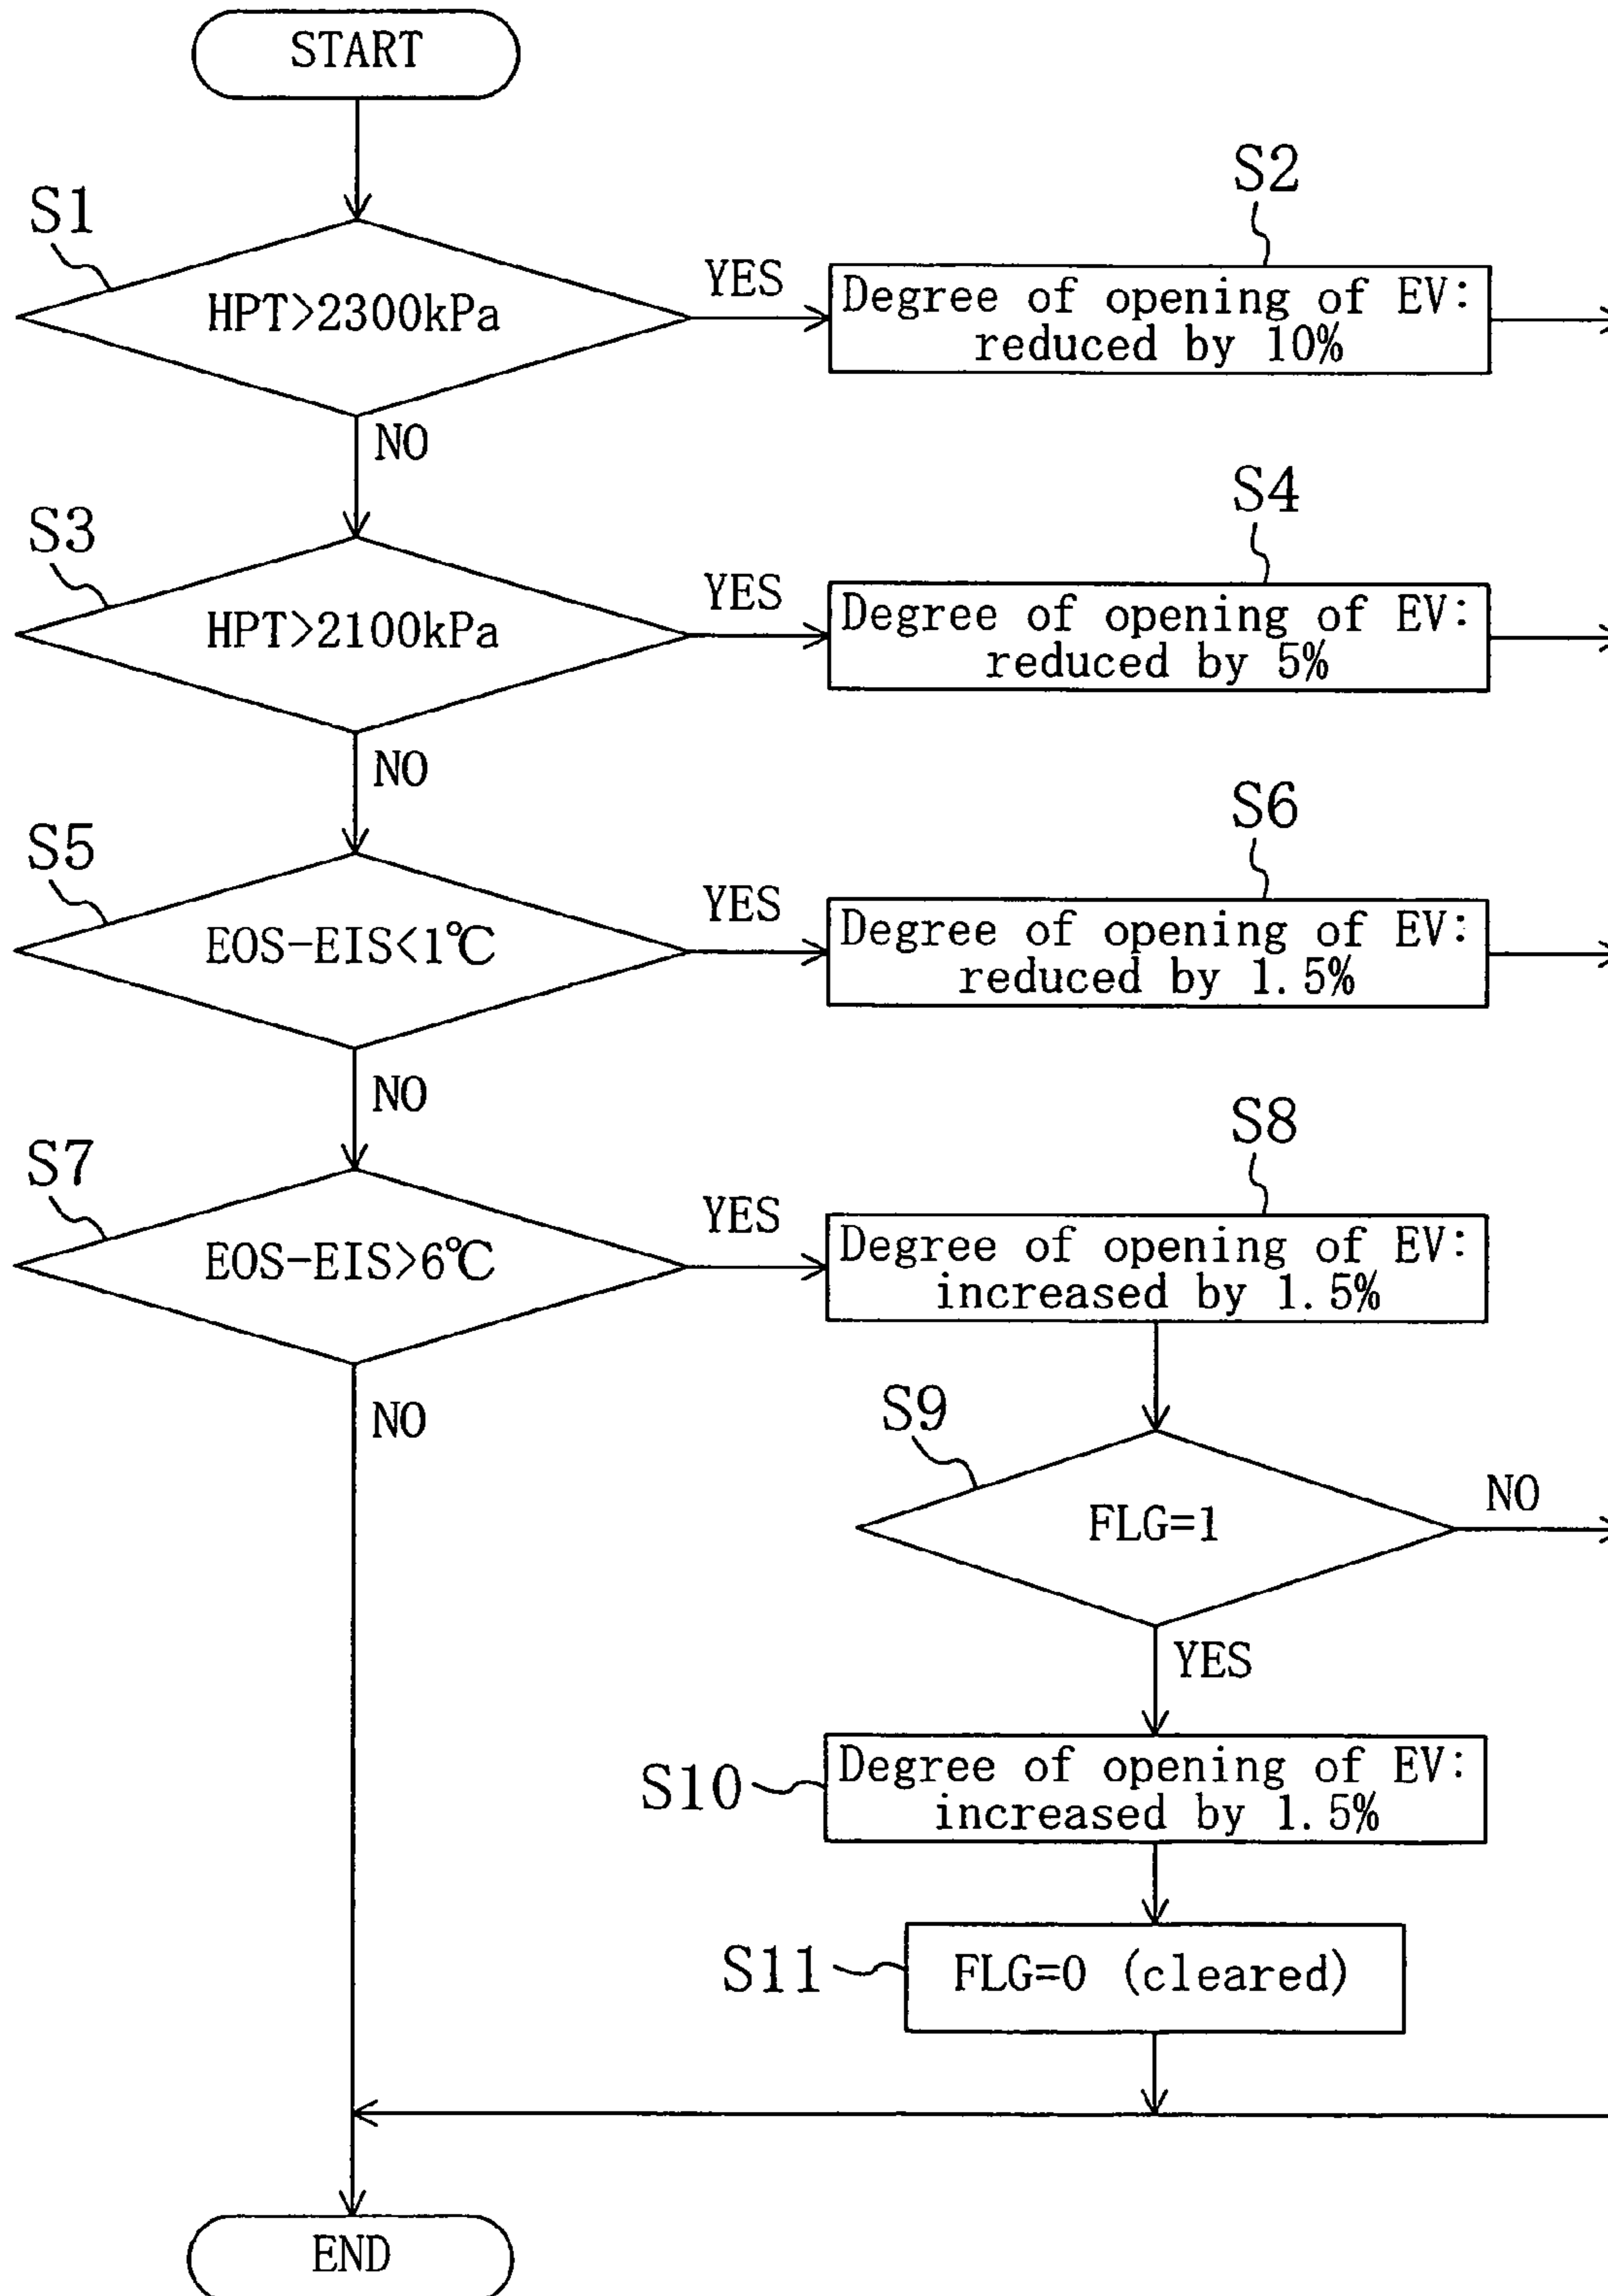 START
S1
HPT>2300kPa
YES
S2
Degree of opening of EV:
reduced by 10%
NO
S3
HPT>2100kPa
YES
S4
Degree of opening of EV:
reduced by 5%
NO
S5
EOS-EIS<1℃
YES
S6
Degree of opening of EV:
reduced by 1.5%
NO
S7
EOS-EIS>6℃
YES
S8
Degree of opening of EV:
increased by 1.5%
NO
S9
FLG=1
NO
YES
S10
Degree of opening of EV:
increased by 1.5%
S11
FLG=0 (cleared)
END